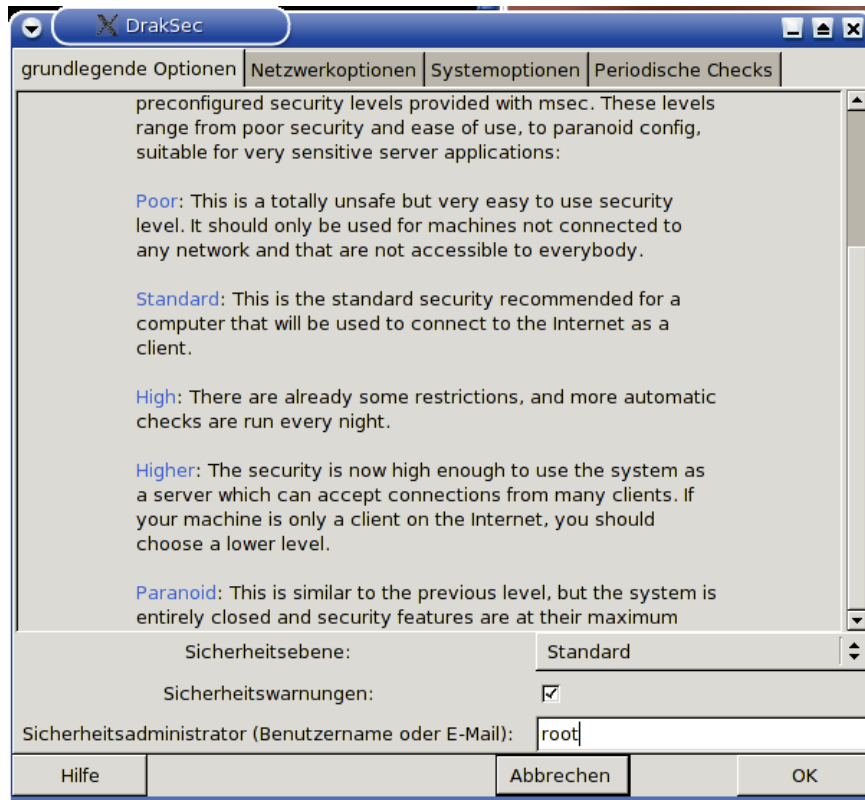 DrakSec
grundlegende Optionen Netzwerkoptionen Systemoptionen Periodische Checks
preconfigured security levels provided with msec. These levels
range from poor security and ease of use, to paranoid config,
suitable for very sensitive server applications:
Poor: This is a totally unsafe but very easy to use security
level. It should only be used for machines not connected to
any network and that are not accessible to everybody.
Standard: This is the standard security recommended for a
computer that will be used to connect to the Internet as a
client.
High: There are already some restrictions, and more automatic
checks are run every night.
Higher: The security is now high enough to use the system as
a server which can accept connections from many clients. If
your machine is only a client on the Internet, you should
choose a lower level.
Paranoid: This is similar to the previous level, but the system is
entirely closed and security features are at their maximum
Sicherheitsebene: Standard
Sicherheitswarnungen:
Sicherheitsadministrator (Benutzername oder E-Mail): root
Hilfe Abbrechen OK